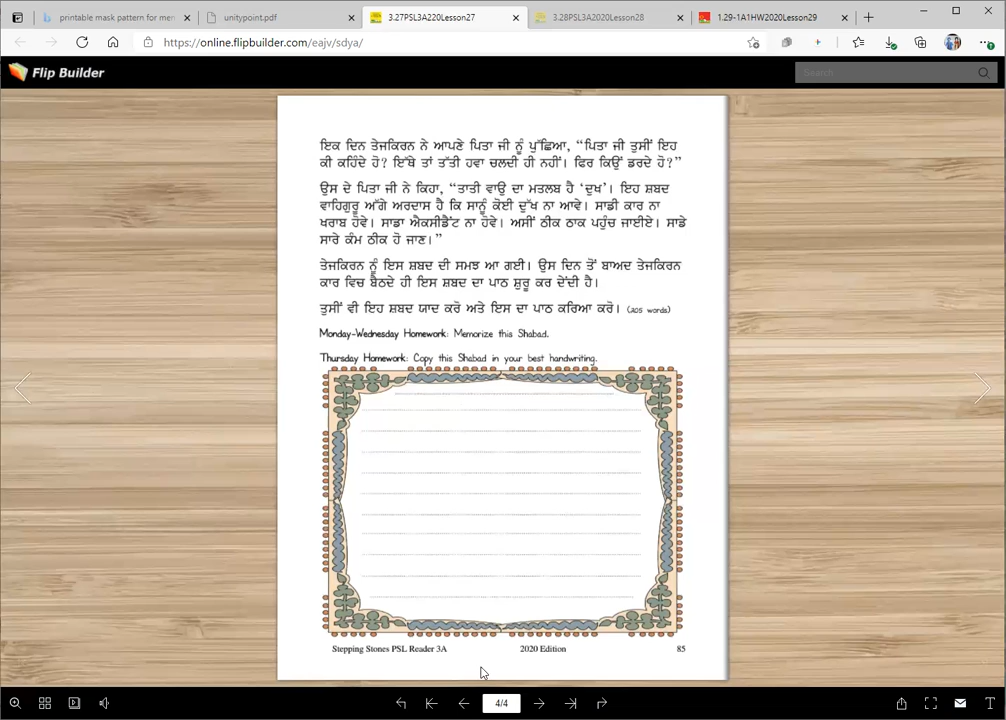 printable mask pattern for men
unitypoint.pdf
3.27PSL3A220Lesson27
3.28PSL3A2020Lesson28
1.29-1A1HW2020Lesson29
https://online.flipbuilder.com/eajv/sdya/
Flip Builder
Search
ਇਕ ਦਿਨ ਤੇਜਕਿਰਨ ਨੇ ਆਪਣੇ ਪਿਤਾ ਜੀ ਨੂੰ ਪੁੱਛਿਆ, “ਪਿਤਾ ਜੀ ਤੁਸੀਂ ਇਹ
ਕੀ ਕਹਿੰਦੇ ਹੋ? ਇੱਥੇ ਤਾਂ ਤੱਤੀ ਹਵਾ ਚਲਦੀ ਹੀ ਨਹੀਂ। ਫਿਰ ਕਿਉਂ ਡਰਦੇ ਹੋ?”
ਉਸ ਦੇ ਪਿਤਾ ਜੀ ਨੇ ਕਿਹਾ, “ਤਾਤੀ ਵਾਉ ਦਾ ਮਤਲਬ ਹੈ ‘ਦੁਖ’। ਇਹ ਸ਼ਬਦ
ਵਾਹਿਗੁਰੂ ਅੱਗੇ ਅਰਦਾਸ ਹੈ ਕਿ ਸਾਨੂੰ ਕੋਈ ਦੁੱਖ ਨਾ ਆਵੇ। ਸਾਡੀ ਕਾਰ ਨਾ
ਖਰਾਬ ਹੋਵੇ। ਸਾਡਾ ਐਕਸੀਡੈਂਟ ਨਾ ਹੋਵੇ। ਅਸੀਂ ਠੀਕ ਠਾਕ ਪਹੁੰਚ ਜਾਈਏ। ਸਾਡੇ
ਸਾਰੇ ਕੰਮ ਠੀਕ ਹੋ ਜਾਣ।”
ਤੇਜਕਿਰਨ ਨੂੰ ਇਸ ਸ਼ਬਦ ਦੀ ਸਮਝ ਆ ਗਈ। ਉਸ ਦਿਨ ਤੋਂ ਬਾਅਦ ਤੇਜਕਿਰਨ
ਕਾਰ ਵਿਚ ਬੈਠਦੇ ਹੀ ਇਸ ਸ਼ਬਦ ਦਾ ਪਾਠ ਸ਼ੁਰੂ ਕਰ ਦੇਂਦੀ ਹੈ।
ਤੁਸੀਂ ਵੀ ਇਹ ਸ਼ਬਦ ਯਾਦ ਕਰੋ ਅਤੇ ਇਸ ਦਾ ਪਾਠ ਕਰਿਆ ਕਰੋ। (205 words)
Monday-Wednesday Homework: Memorize this Shabad.
Thursday Homework: Copy this Shabad in your best handwriting.
Stepping Stones PSL Reader 3A 2020 Edition 85
4/4